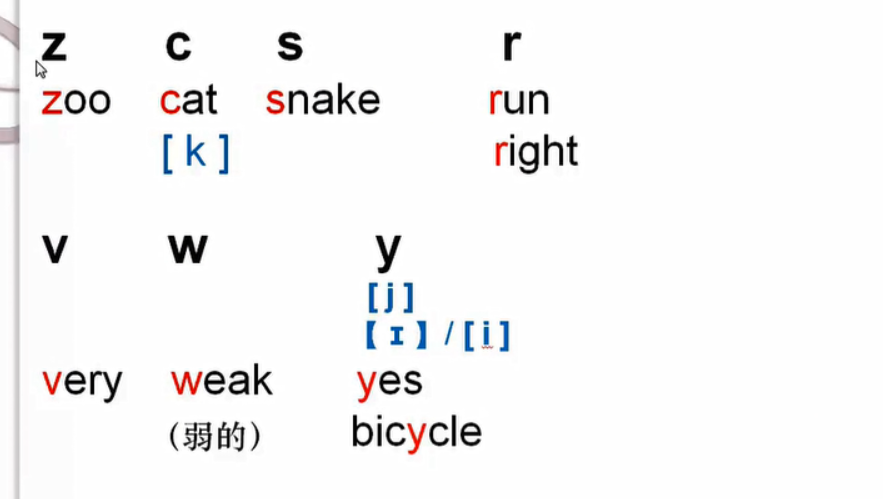 z c s r
zoo cat snake run
[ k ] right
v w y
[ j ]
【 ɪ 】 / [ i ]
very weak yes
（弱的） bicycle